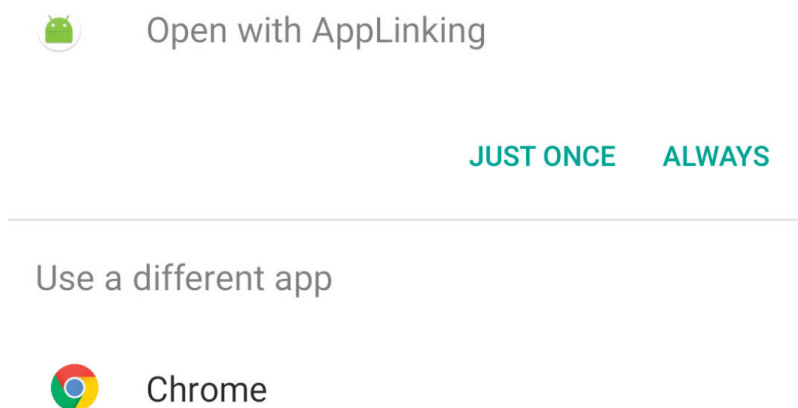 Open with AppLinking
JUST ONCE ALWAYS
Use a different app
Chrome